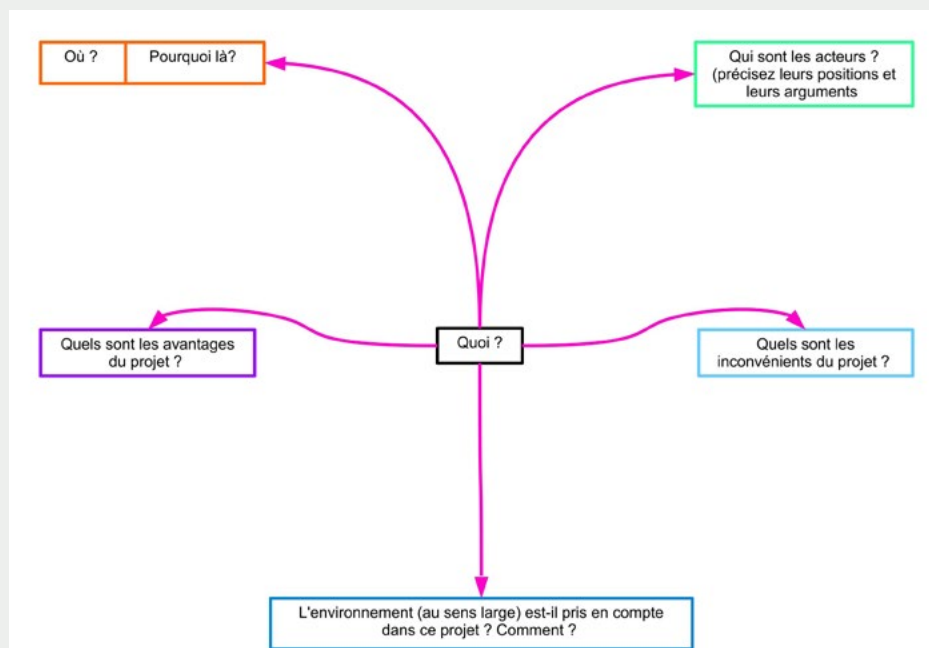 Où ?
Pourquoi là?
Qui sont les acteurs ?
(précisez leurs positions et
leurs arguments
Quels sont les avantages
du projet ?
Quoi ?
Quels sont les
inconvénients du projet ?
L'environnement (au sens large) est-il pris en compte
dans ce projet ? Comment ?